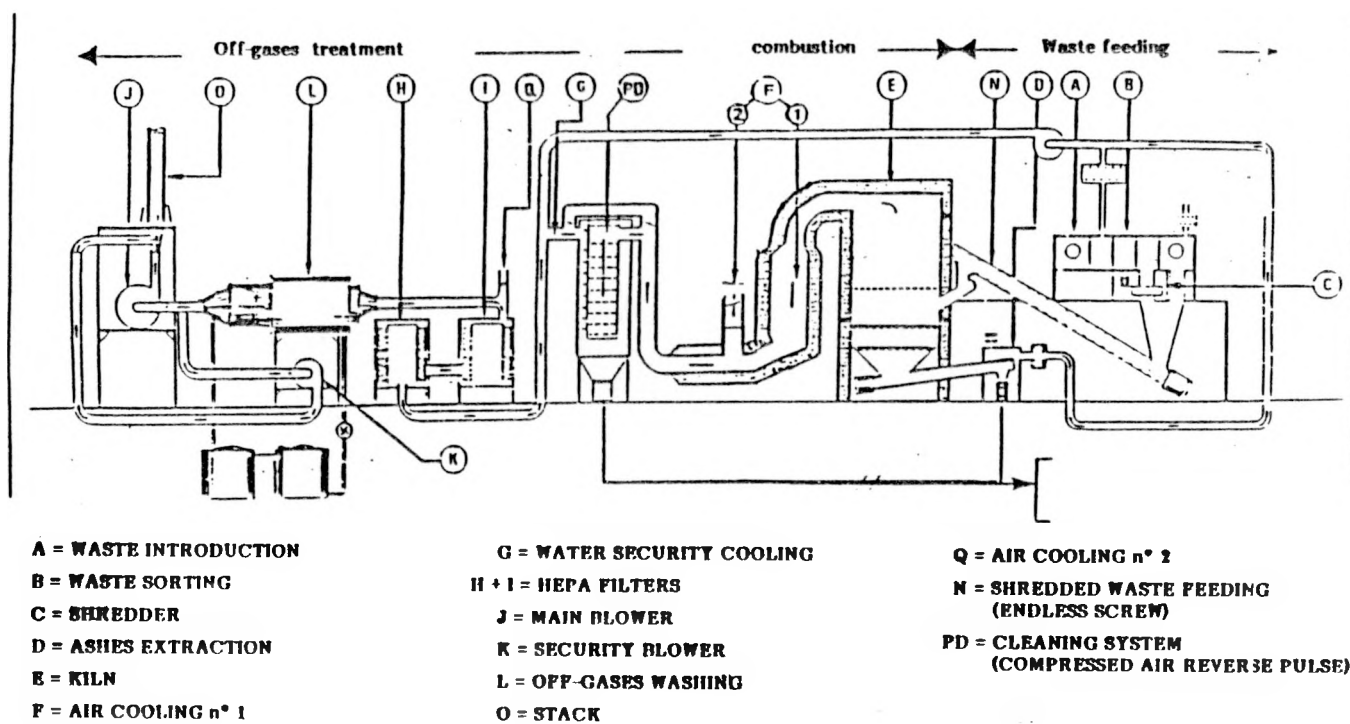 Off-gases treatment
combustion
Waste feeding
J
O
L
H
I
Q
G
PD
2
F
1
E
N
D
A
B
C
K
A = WASTE INTRODUCTION
B = WASTE SORTING
C = SHREDDER
D = ASHES EXTRACTION
E = KILN
F = AIR COOLING n° 1
G = WATER SECURITY COOLING
H + I = HEPA FILTERS
J = MAIN BLOWER
K = SECURITY BLOWER
L = OFF-GASES WASHING
O = STACK
Q = AIR COOLING n° 2
N = SHREDDED WASTE FEEDING
(ENDLESS SCREW)
PD = CLEANING SYSTEM
(COMPRESSED AIR REVERSE PULSE)